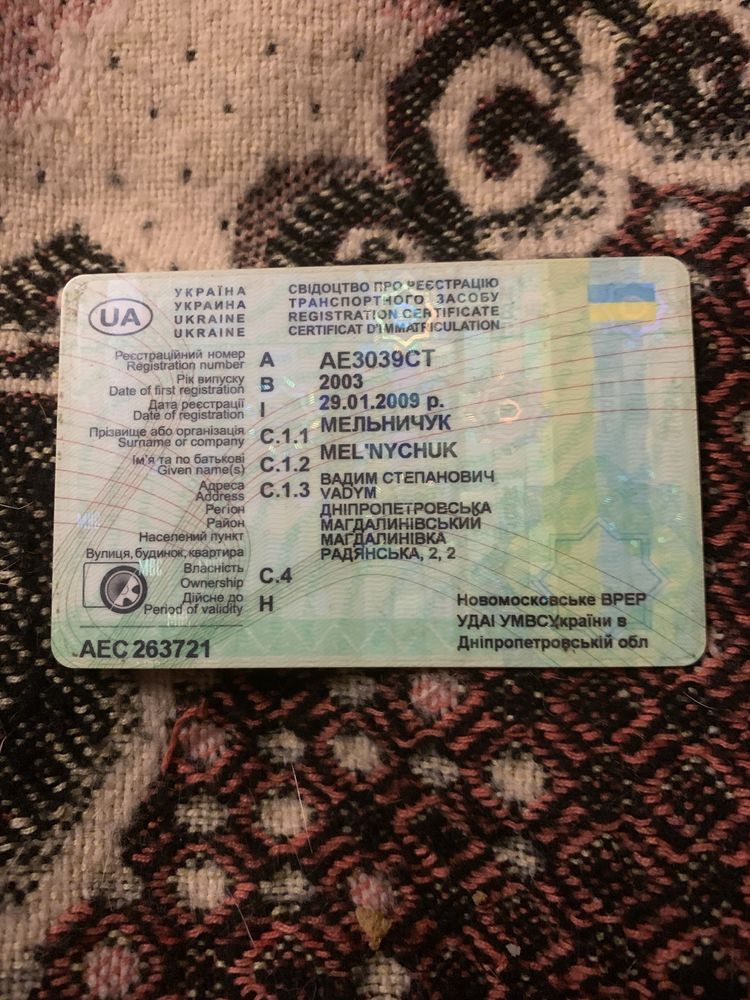 UA
УКРАЇНА
УКРАИНА
UKRAINE
UKRAINE
СВІДОЦТВО ПРО РЕЄСТРАЦІЮ
ТРАНСПОРТНОГО ЗАСОБУ
REGISTRATION CERTIFICATE
CERTIFICAT D'IMMATRICULATION
Реєстраційний номер
Registration number A AE3039CT
Рік випуску
Date of first registration B 2003
Дата реєстрації
Date of registration I 29.01.2009 р.
Прізвище або організація
Surname or company C.1.1 МЕЛЬНИЧУК
MEL'NYCHUK
Ім'я та по батькові
Given name(s) C.1.2 ВАДИМ СТЕПАНОВИЧ
VADYM
Адреса
Address C.1.3
Регіон ДНІПРОПЕТРОВСЬКА
Район МАГДАЛИНІВСЬКИЙ
Населений пункт МАГДАЛИНІВКА
Вулиця, будинок, квартира РАДЯНСЬКА, 2, 2
Власність
Ownership C.4
Дійсне до
Period of validity H
Новомосковське ВРЕР
УДАІ УМВСУкраїни в
Дніпропетровській обл
AEC 263721